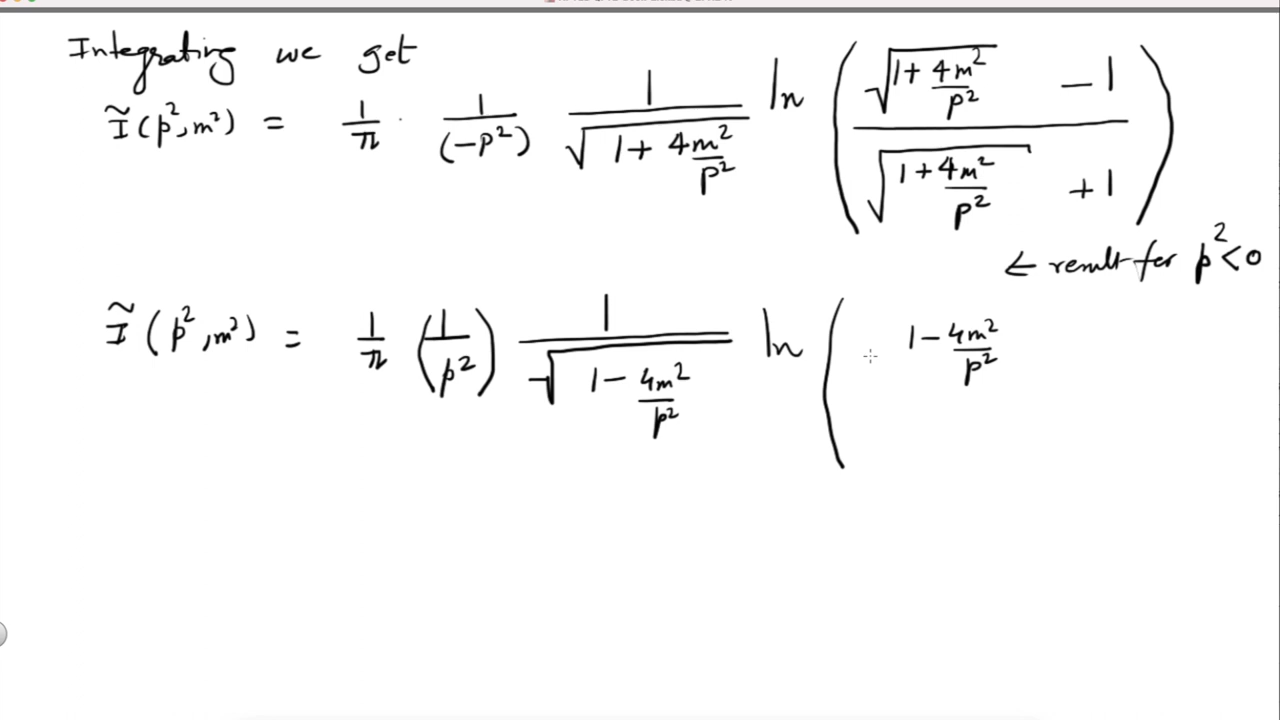 Integrating we get
Ĩ(p², m²) = 1/π · 1/(-p²) 1/√(1 + 4m²/p²) ln ( (√(1 + 4m²/p²) - 1) / (√(1 + 4m²/p²) + 1) )
← result for p² < 0
Ĩ(p², m²) = 1/π (1/p²) 1/√(1 - 4m²/p²) ln ( 1 - 4m²/p²